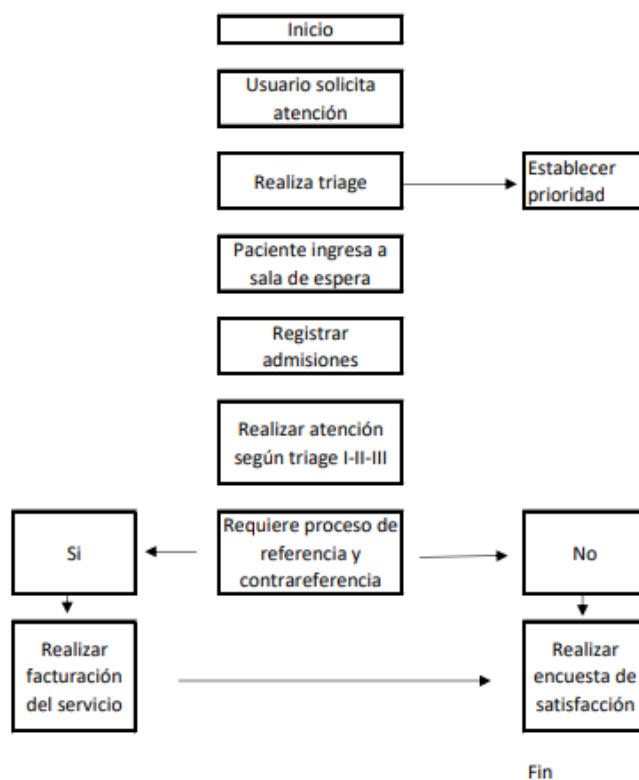 Inicio
Usuario solicita
atención
Realiza triage
Establecer
prioridad
Paciente ingresa a
sala de espera
Registrar
admisiones
Realizar atención
según triage I-II-III
Si
Requiere proceso de
referencia y
contrareferencia
No
Realizar
facturación
del servicio
Realizar
encuesta de
satisfacción
Fin